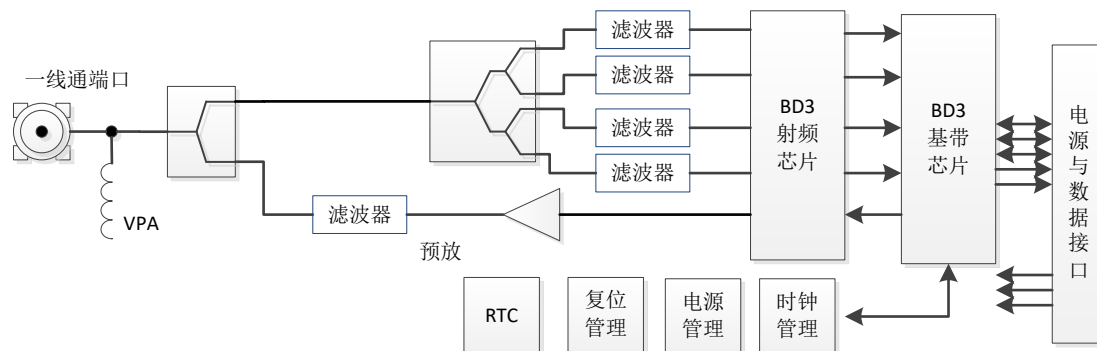 一线通端口
VPA
滤波器
滤波器
滤波器
滤波器
滤波器
预放
BD3
射频
芯片
BD3
基带
芯片
电源与数据接口
RTC
复位
管理
电源
管理
时钟
管理